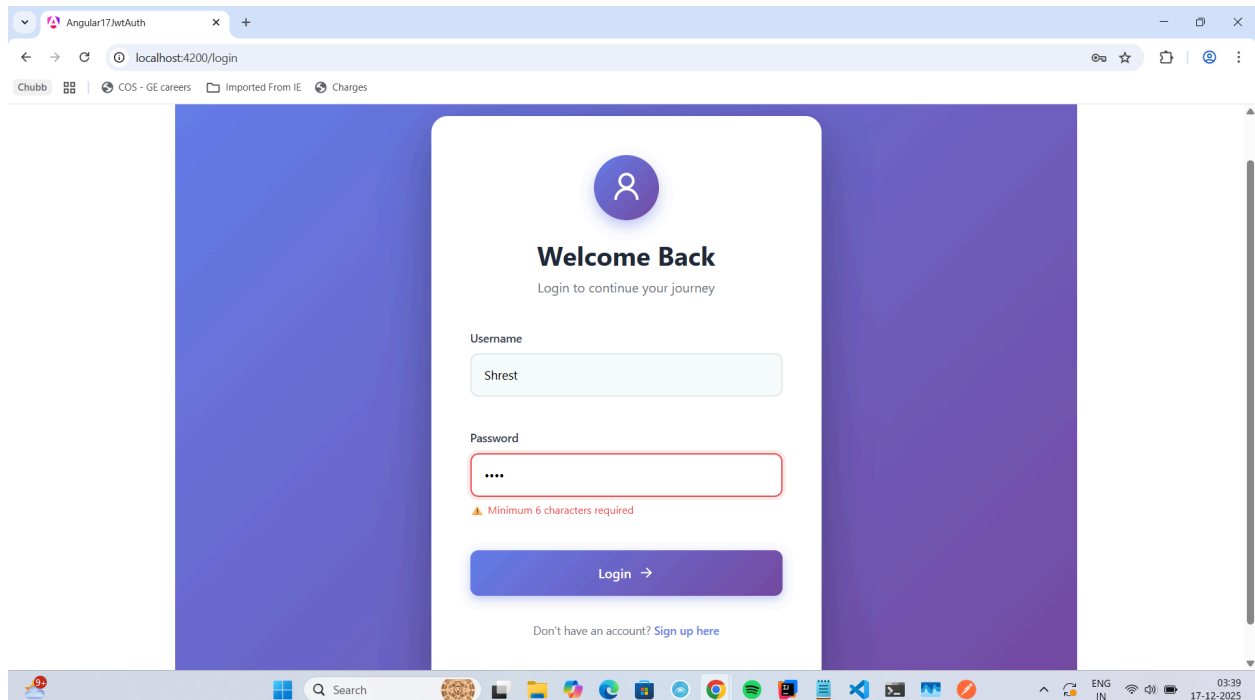 Angular17JwtAuth
localhost:4200/login
Chubb COS - GE careers Imported From IE Charges
Welcome Back
Login to continue your journey
Username
Shrest
Password
••••
Minimum 6 characters required
Login →
Don't have an account? Sign up here
9+ Search ENG 03:39
IN 17-12-2025